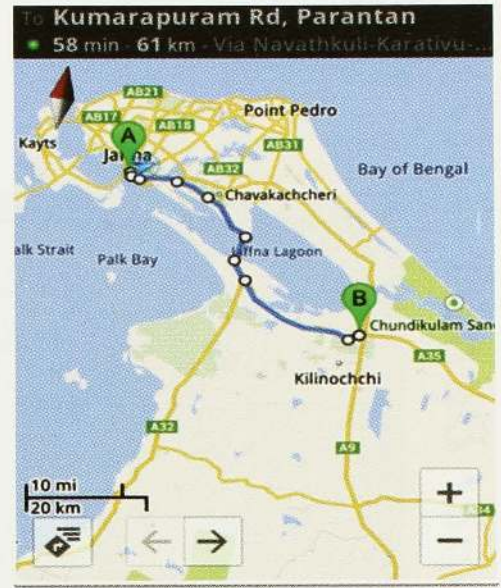 To Kumarapuram Rd, Parantan
58 min - 61 km - Via Navathkuli-Karativu-...
AB21
Point Pedro
AB17
AB18
A
Kayts
Jaffna
AB31
AB32
Bay of Bengal
Chavakachcheri
alk Strait
Palk Bay
Jaffna Lagoon
B
Chundikulam San
A35
Kilinochchi
A32
A9
10 mi
20 km
+
A34
−